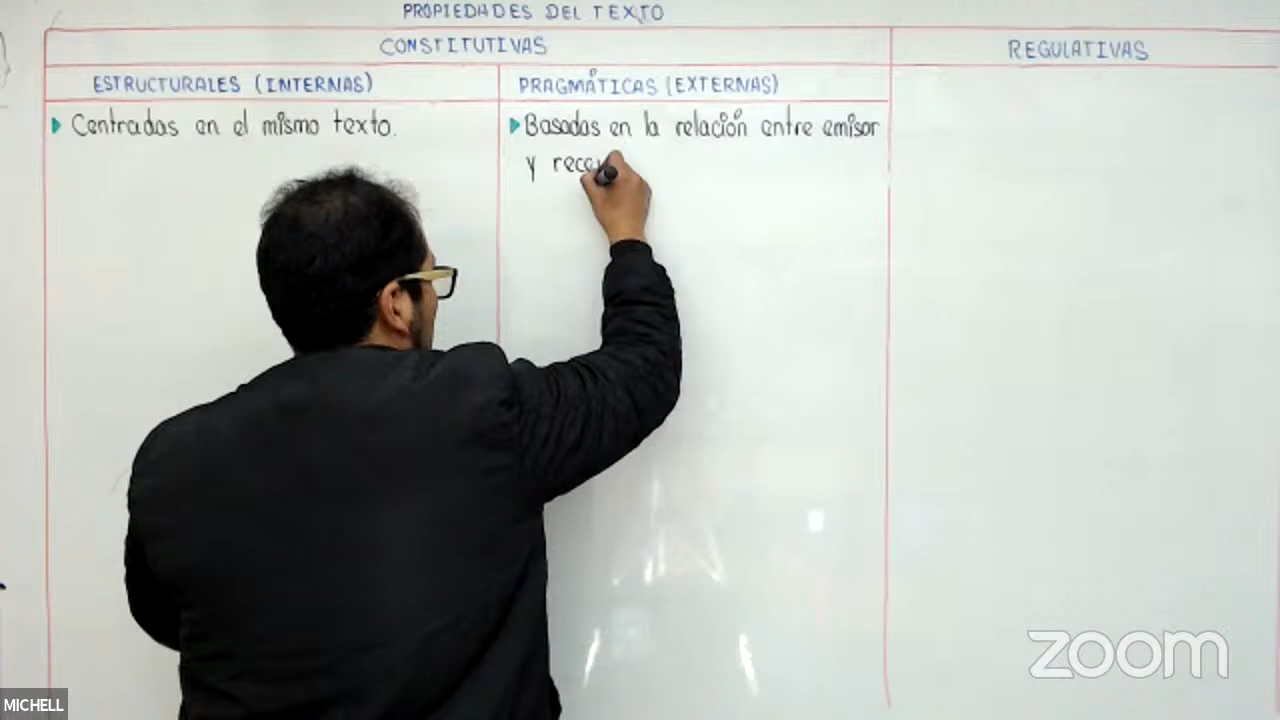 PROPIEDADES DEL TEXTO
CONSTITUTIVAS
REGULATIVAS
ESTRUCTURALES (INTERNAS)
PRAGMÁTICAS (EXTERNAS)
Centradas en el mismo texto.
Basadas en la relación entre emisor
y rece
zoom
MICHELL